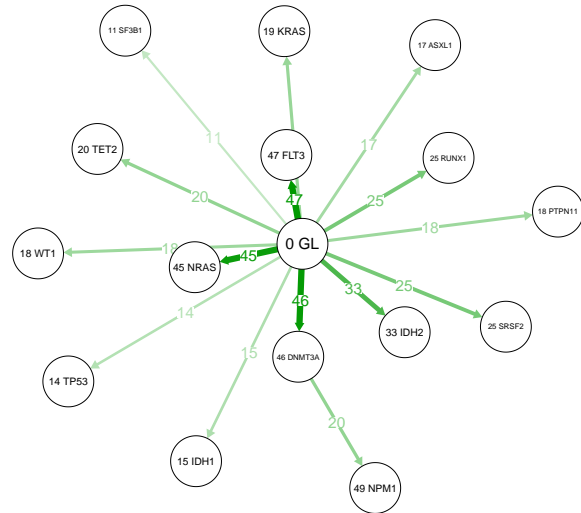 11 SF3B1
19 KRAS
17 ASXL1
11
17
20 TET2
47 FLT3
25 RUNX1
20
47
25
18 PTPN11
18
18
0 GL
18 WT1
45 NRAS
45
46
33
25
14
33 IDH2
25 SRSF2
15
46 DNMT3A
14 TP53
20
15 IDH1
49 NPM1